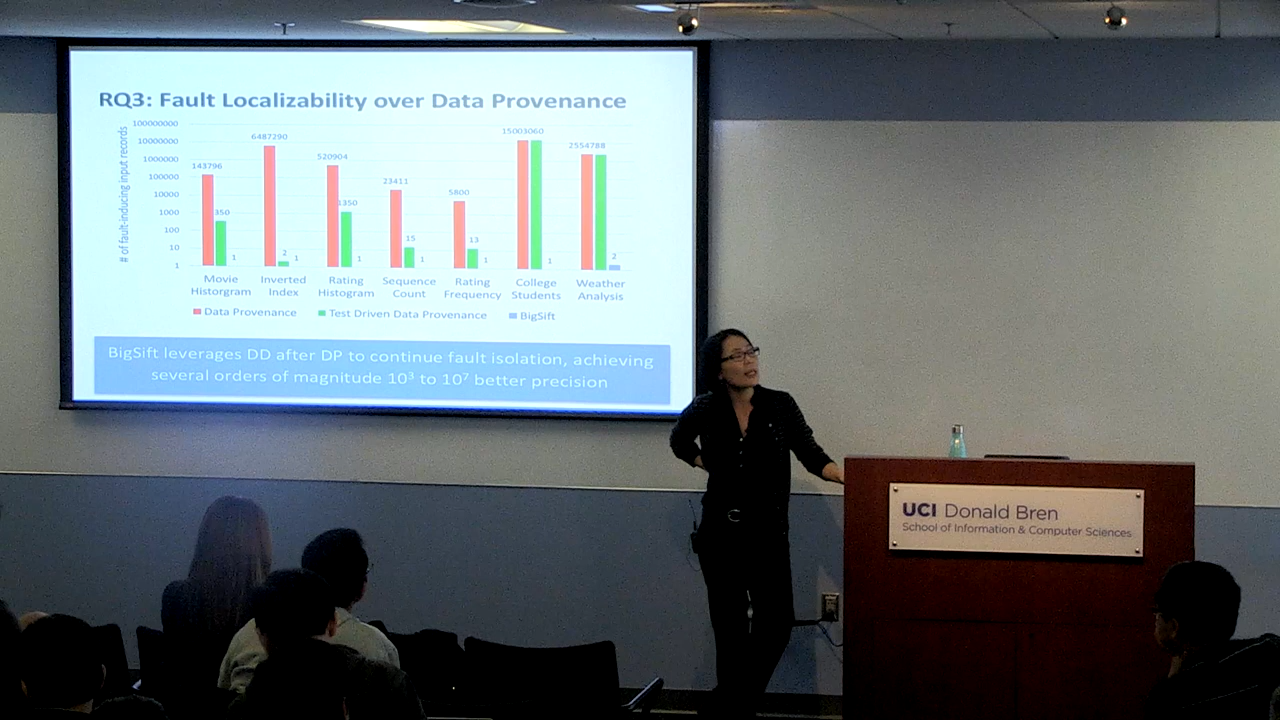 RQ3: Fault Localizability over Data Provenance
# of fault-inducing input records
100000000
10000000
1000000
100000
10000
1000
100
10
1
143796
350
1
6487290
2
1
520904
1350
1
23411
15
1
5800
13
1
15003060
1
2554788
2
Movie
Historgram
Inverted
Index
Rating
Histogram
Sequence
Count
Rating
Frequency
College
Students
Weather
Analysis
Data Provenance
Test Driven Data Provenance
BigSift
BigSift leverages DD after DP to continue fault isolation, achieving
several orders of magnitude 10³ to 10⁷ better precision
UCI Donald Bren
School of Information & Computer Sciences